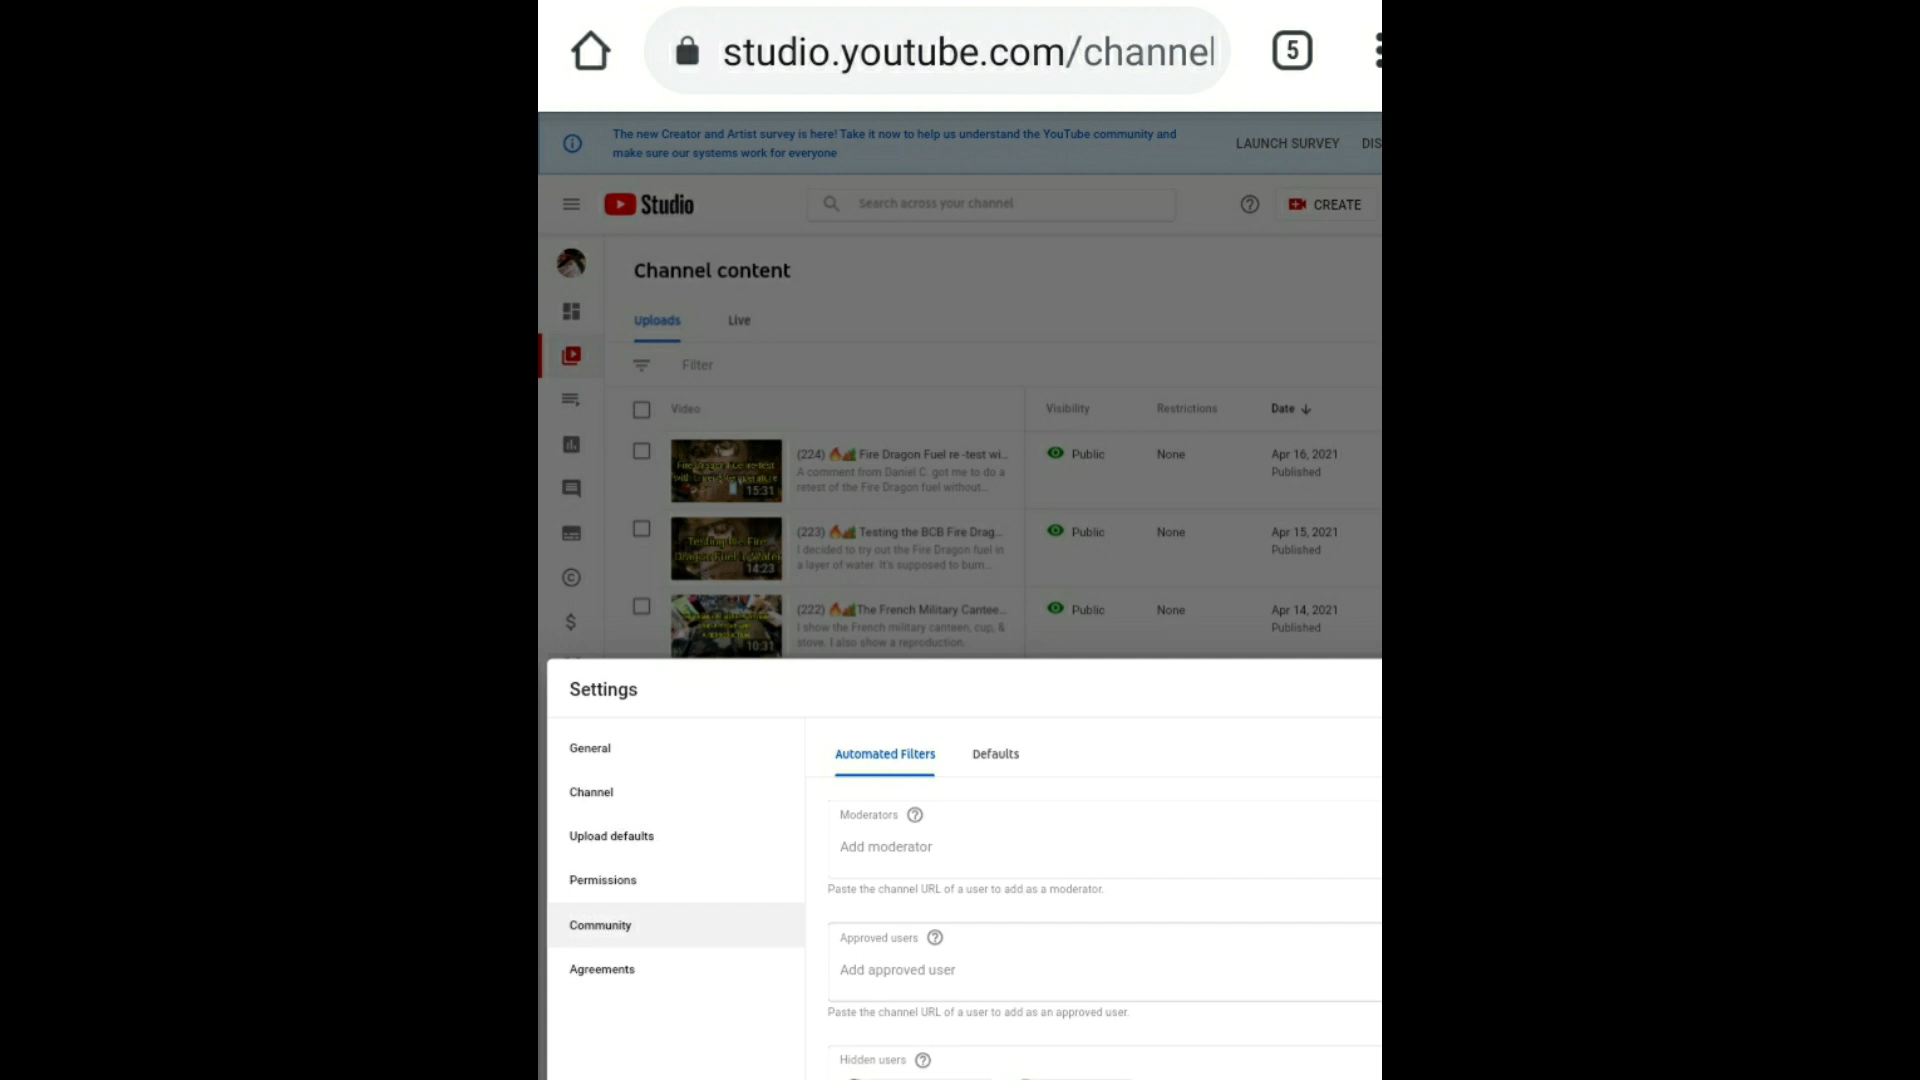 studio.youtube.com/channel
5
The new Creator and Artist survey is here! Take it now to help us understand the YouTube community and
make sure our systems work for everyone
LAUNCH SURVEY
DIS
Studio
Search across your channel
CREATE
Channel content
Uploads
Live
Filter
Video
Visibility
Restrictions
Date
15:31
(224) 🔥🏕️ Fire Dragon Fuel re -test wi...
A comment from Daniel C. got me to do a
retest of the Fire Dragon fuel without...
Public
None
Apr 16, 2021
Published
Testing the Fire
Dragon Fuel in Water
14:23
(223) 🔥🏕️ Testing the BCB Fire Drag...
I decided to try out the Fire Dragon fuel in
a layer of water. It's supposed to burn...
Public
None
Apr 15, 2021
Published
10:31
(222) 🔥🏕️The French Military Cantee...
I show the French military canteen, cup, &
stove. I also show a reproduction.
Public
None
Apr 14, 2021
Published
Settings
General
Channel
Upload defaults
Permissions
Community
Agreements
Automated Filters
Defaults
Moderators
Add moderator
Paste the channel URL of a user to add as a moderator.
Approved users
Add approved user
Paste the channel URL of a user to add as an approved user.
Hidden users